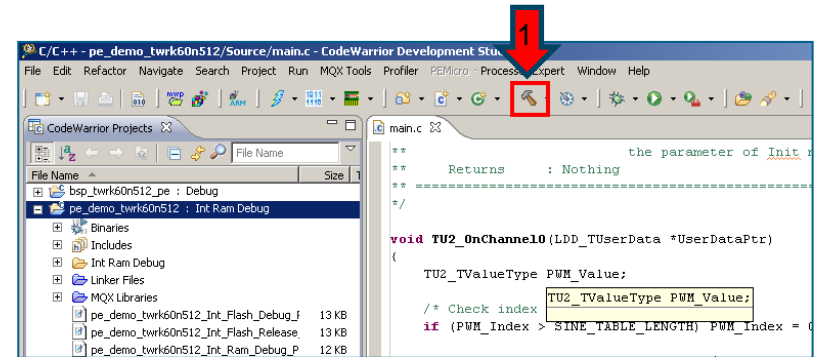 1
C/C++ - pe_demo_twrk60n512/Source/main.c - CodeWarrior Development
File Edit Refactor Navigate Search Project Run MQX Tools Profiler PEMicro Processor Expert Window Help
CodeWarrior Projects
main.c
File Name
File Name Size
bsp_twrk60n512_pe : Debug
pe_demo_twrk60n512 : Int Ram Debug
Binaries
Includes
Int Ram Debug
Linker Files
MQX Libraries
pe_demo_twrk60n512_Int_Flash_Debug_ 13 KB
pe_demo_twrk60n512_Int_Flash_Release_ 13 KB
pe_demo_twrk60n512_Int_Ram_Debug_P 12 KB
** the parameter of Init
** Returns : Nothing
** ==========================================
*/
void TU2_OnChannel0(LDD_TUserData *UserDataPtr)
{
TU2_TValueType PWM_Value;
TU2_TValueType PWM_Value;
/* Check index
if (PWM_Index > SINE_TABLE_LENGTH) PWM_Index =